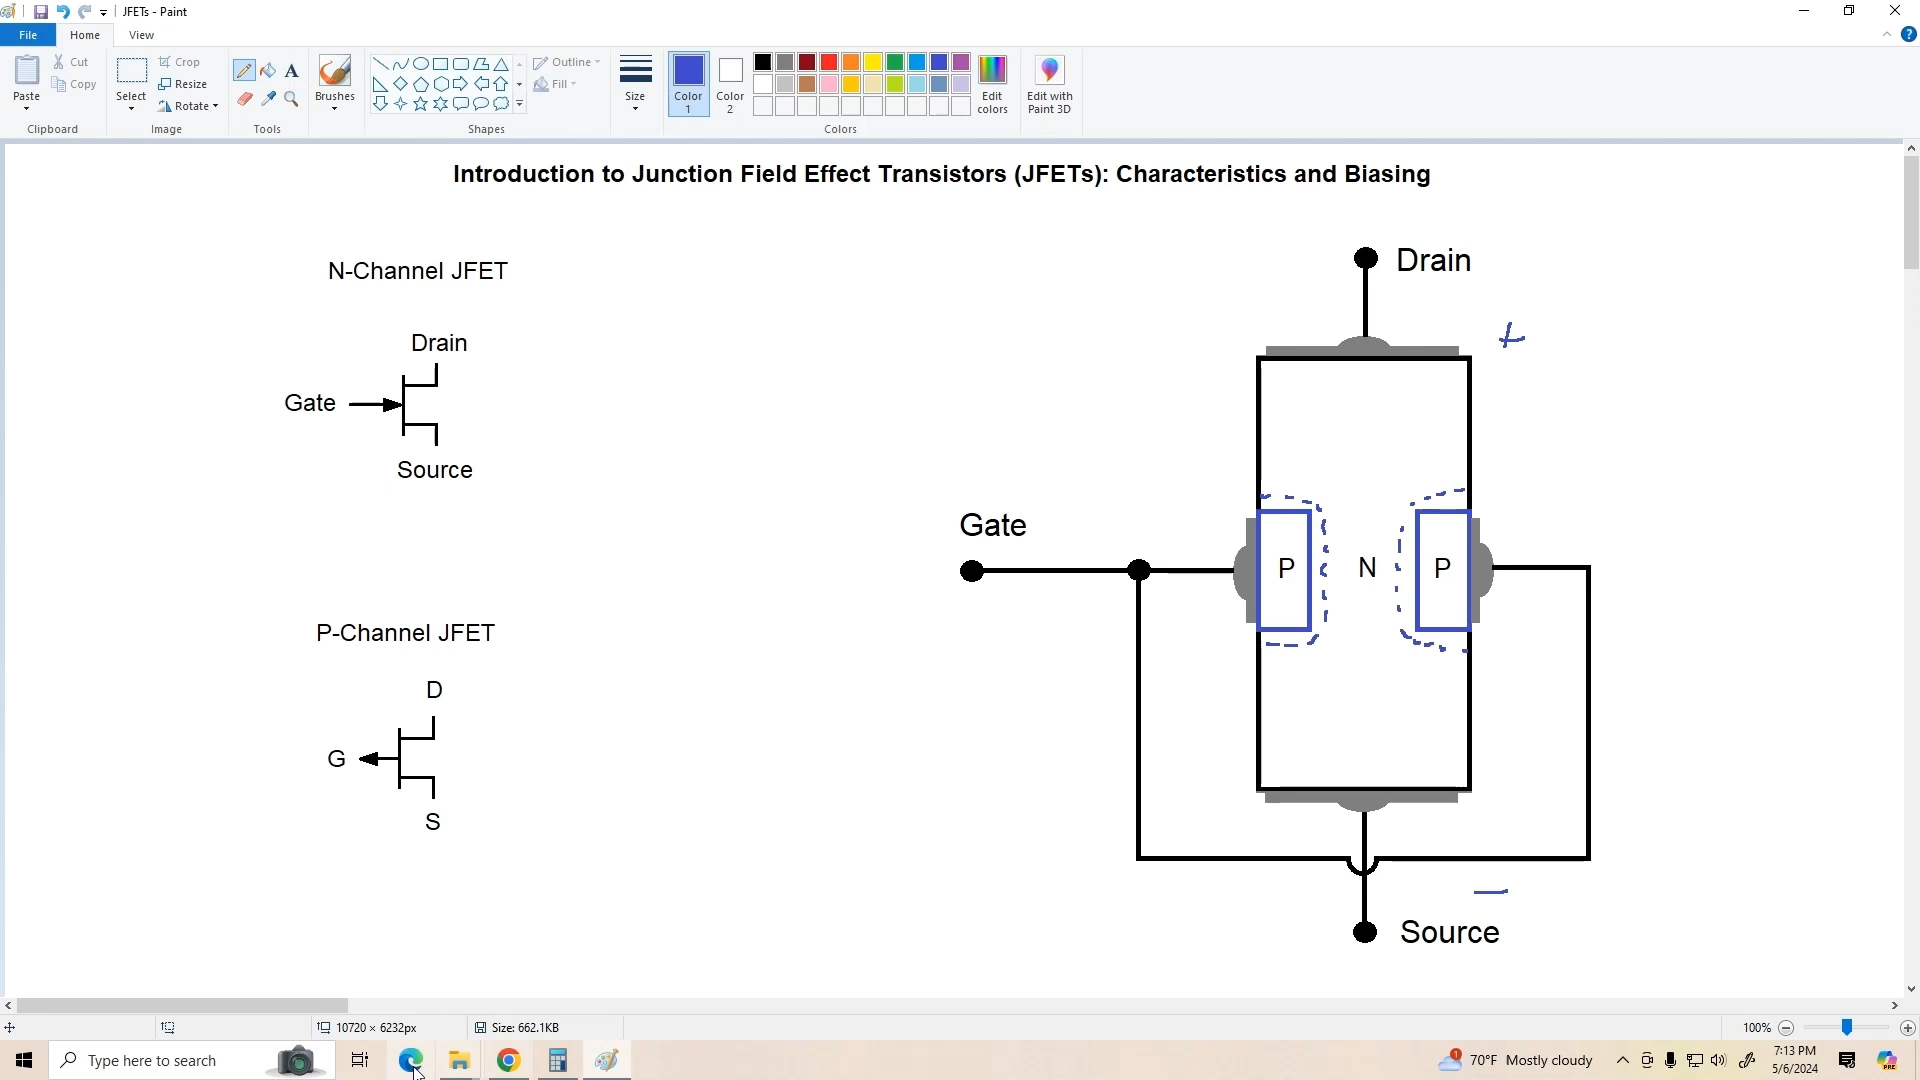 JFETs - Paint
File Home View
Paste
Cut
Copy
Clipboard
Select
Crop
Resize
Rotate
Image
Tools
Brushes
Shapes
Outline
Fill
Size
Color 1
Color 2
Colors
Edit colors
Edit with Paint 3D
Introduction to Junction Field Effect Transistors (JFETs): Characteristics and Biasing
N-Channel JFET
Drain
Gate
Source
P-Channel JFET
D
G
S
Drain
+
Gate
P N P
−
Source
10720 × 6232px
Size: 662.1KB
100%
Type here to search
70°F Mostly cloudy
7:13 PM
5/6/2024